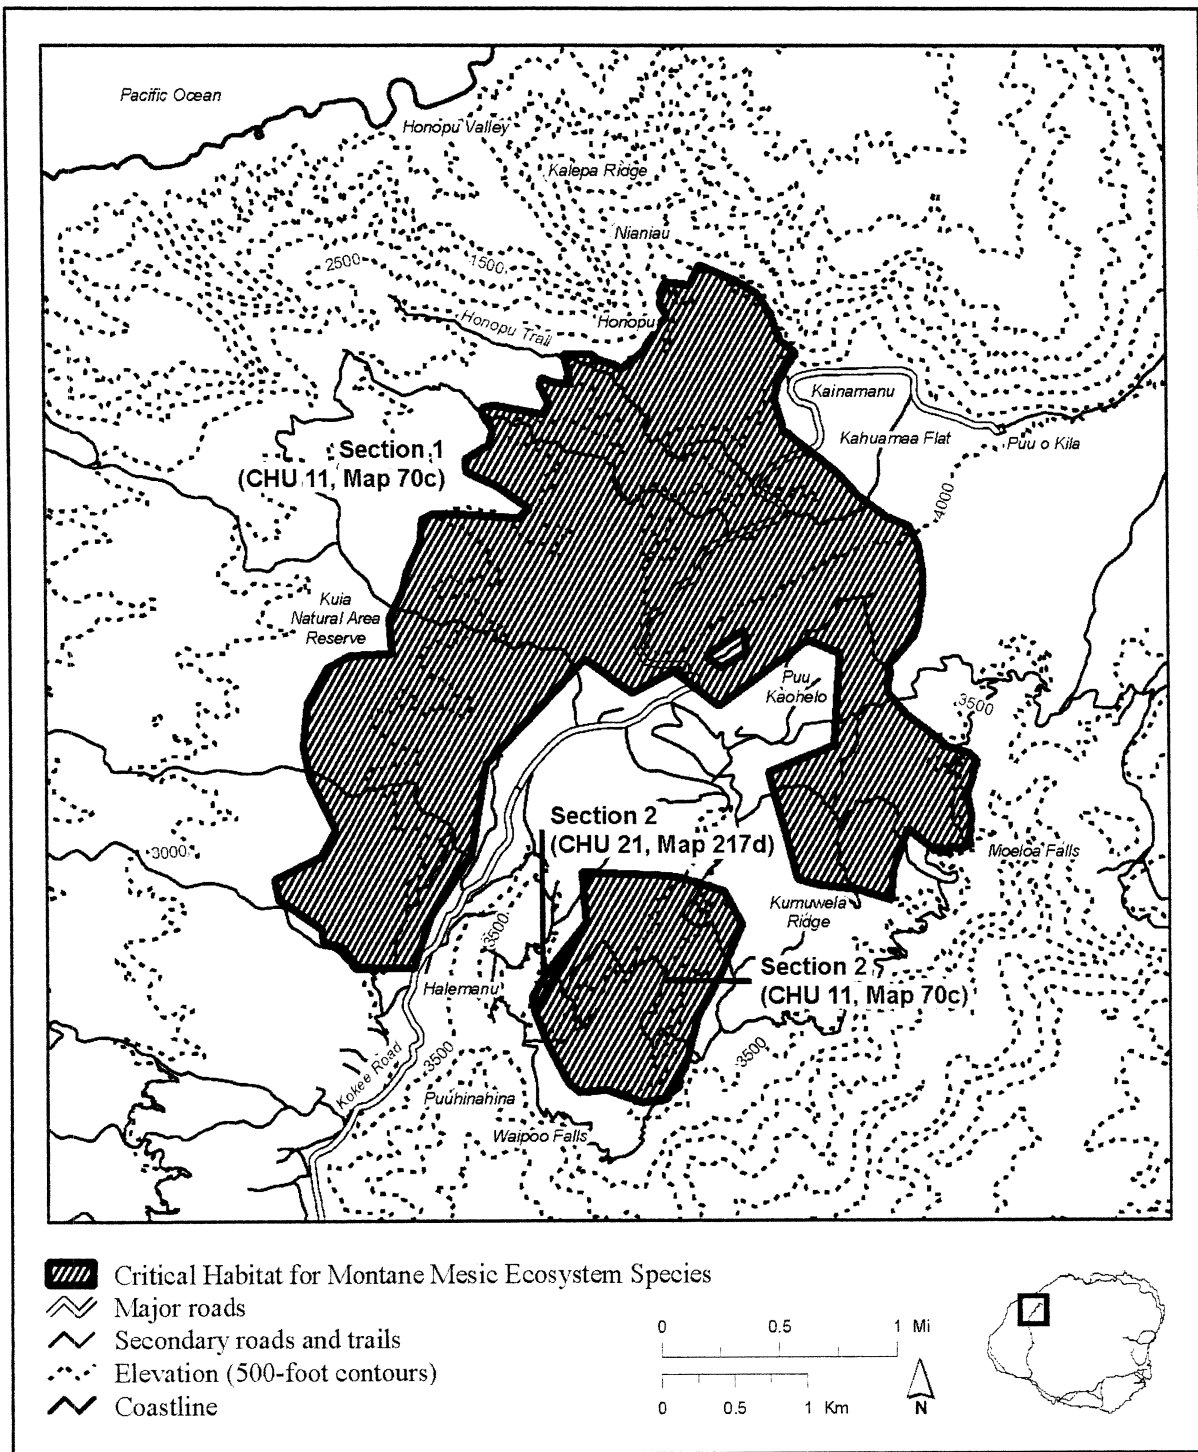 Pacific Ocean
Honopu Valley
Kalepa Ridge
Nianiau
2500
1500
Honopu Trail
Honopu
Kainamanu
Kahuamaa Flat
Puu o Kila
Section 1
(CHU 11, Map 70c)
4000
Kuia
Natural Area
Reserve
Puu
Kaohelo
3500
Section 2
(CHU 21, Map 217d)
3000
Moeloa Falls
Kumuwela
Ridge
3500
Section 2
(CHU 11, Map 70c)
Halemanu
Kokee Road
3500
3500
Puuhinahina
Waipoo Falls
Critical Habitat for Montane Mesic Ecosystem Species
Major roads
Secondary roads and trails
Elevation (500-foot contours)
Coastline
0 0.5 1 Mi
0 0.5 1 Km
N